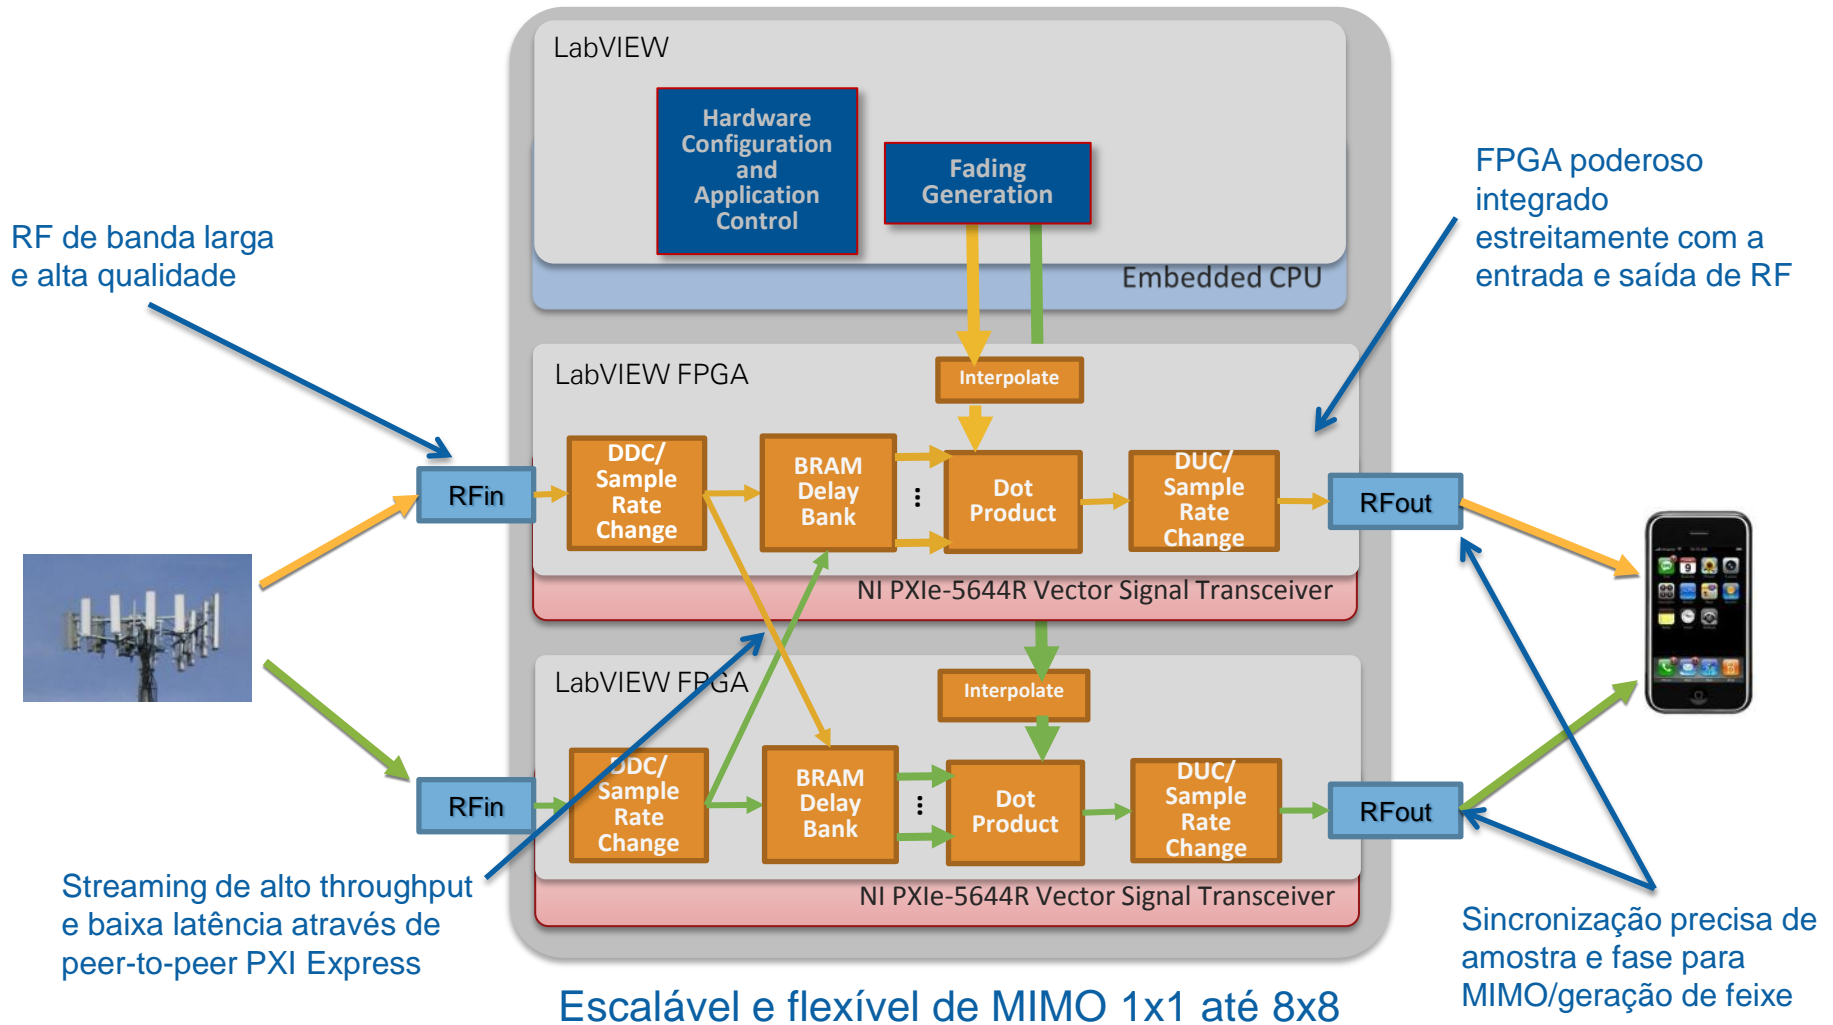 LabVIEW
Hardware
Configuration
and
Application
Control
Fading
Generation
Embedded CPU
RF de banda larga
e alta qualidade
FPGA poderoso
integrado
estreitamente com a
entrada e saída de RF
LabVIEW FPGA
Interpolate
RFin
DDC/
Sample
Rate
Change
BRAM
Delay
Bank
...
Dot
Product
DUC/
Sample
Rate
Change
RFout
NI PXIe-5644R Vector Signal Transceiver
LabVIEW FPGA
Interpolate
RFin
DDC/
Sample
Rate
Change
BRAM
Delay
Bank
...
Dot
Product
DUC/
Sample
Rate
Change
RFout
NI PXIe-5644R Vector Signal Transceiver
Streaming de alto throughput
e baixa latência através de
peer-to-peer PXI Express
Sincronização precisa de
amostra e fase para
MIMO/geração de feixe
Escalável e flexível de MIMO 1x1 até 8x8